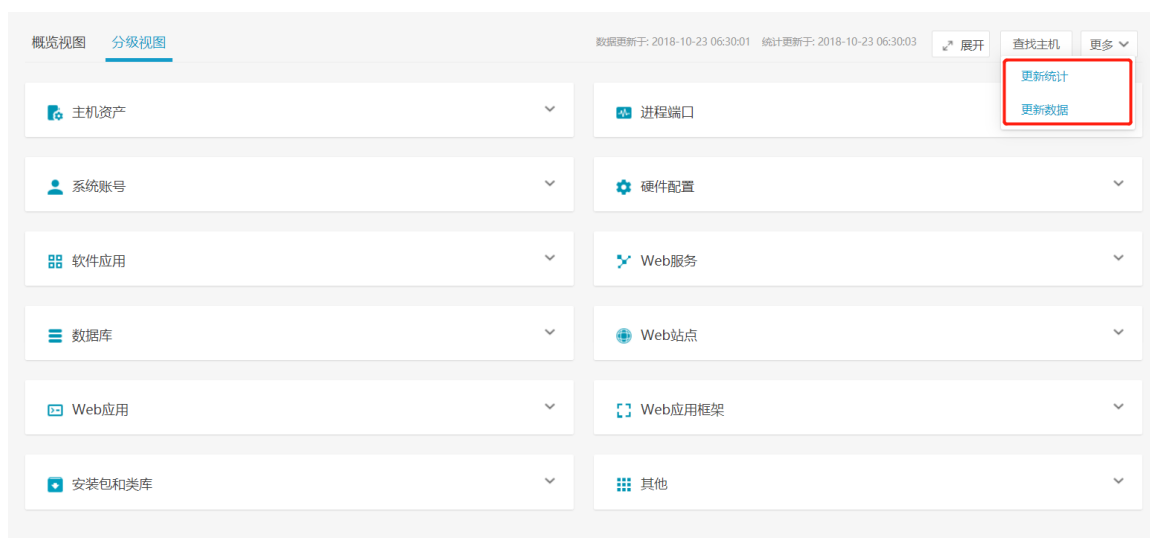 概览视图 分级视图 数据更新于: 2018-10-23 06:30:01 统计更新于: 2018-10-23 06:30:03 展开 查找主机 更多
更新统计
更新数据
主机资产 进程端口
系统账号 硬件配置
软件应用 Web服务
数据库 Web站点
Web应用 Web应用框架
安装包和类库 其他